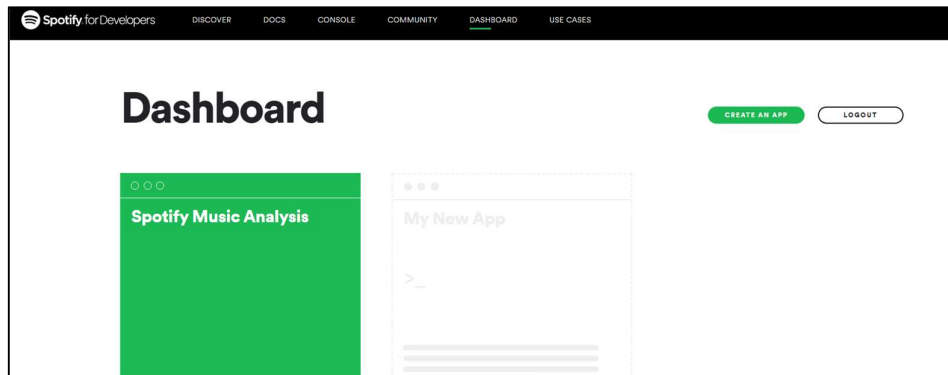 Spotify for Developers DISCOVER DOCS CONSOLE COMMUNITY DASHBOARD USE CASES
Dashboard
CREATE AN APP LOGOUT
Spotify Music Analysis
My New App
>_